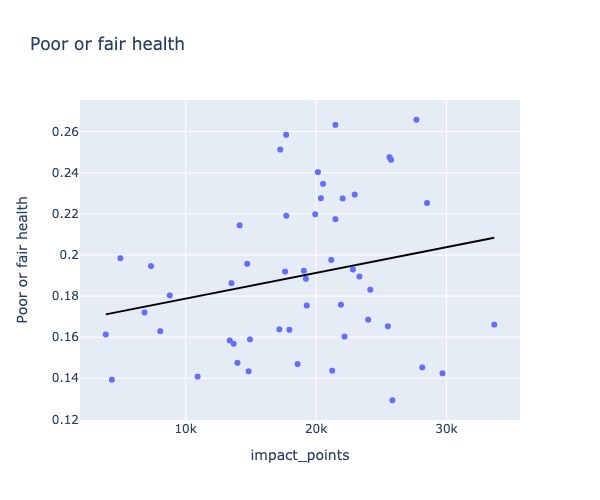 Poor or fair health
0.26
0.24
0.22
0.2
0.18
0.16
0.14
0.12
Poor or fair health
10k
20k
30k
impact_points